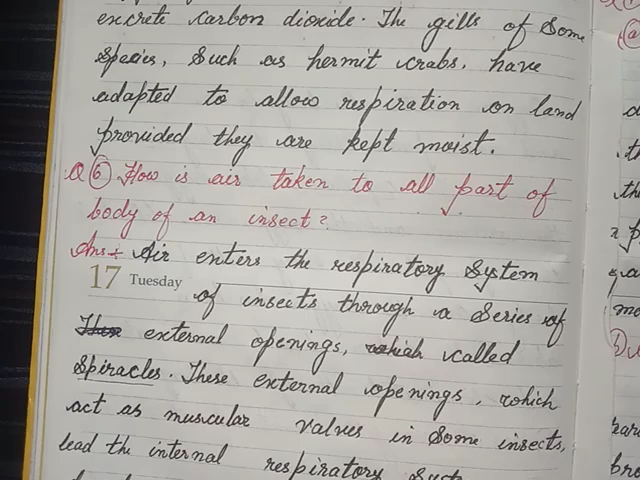 excrete carbon dioxide. The gills of Some
Species, Such as hermit crabs, have
adapted to allow respiration on land
provided they are kept moist.
Q 6 How is air taken to all part of
body of an insect?
Ans:- Air enters the respiratory System
17 Tuesday
of insects through a Series of
external openings, which called
Spiracles. These external openings, which
act as muscular valves in Some insects,
lead the internal respiratory